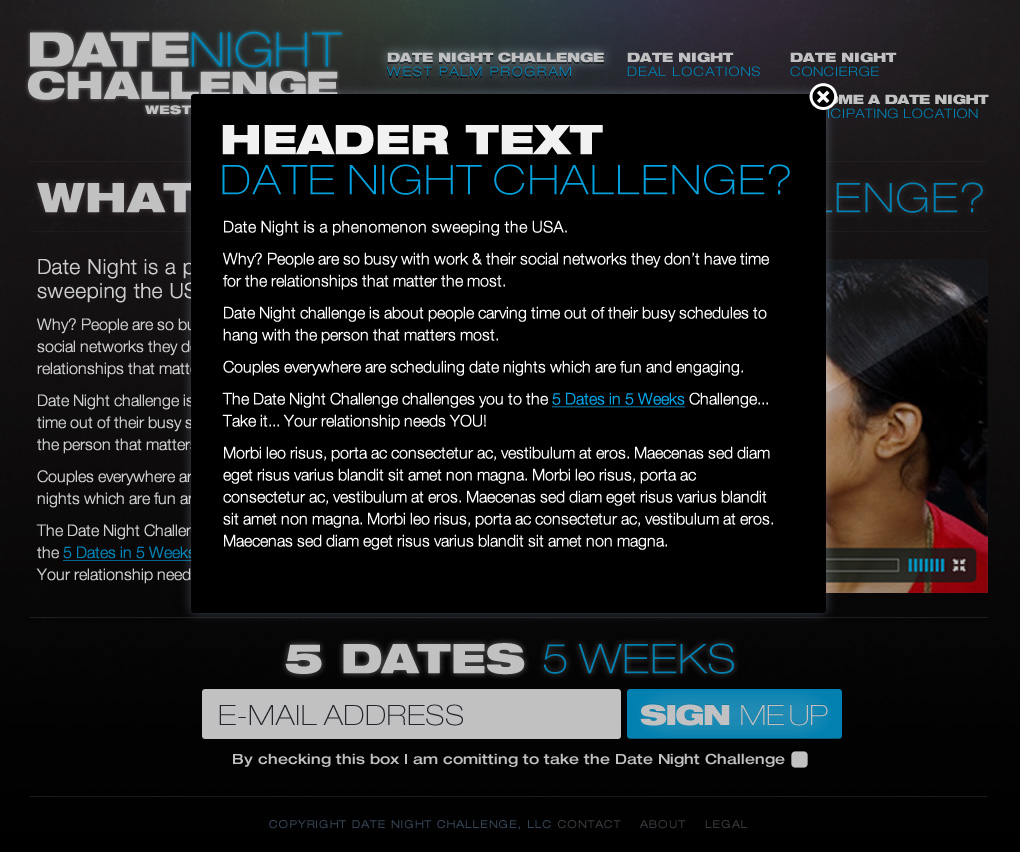 DATENIGHT
CHALLENGE
WEST
DATE NIGHT CHALLENGE
WEST PALM PROGRAM
DATE NIGHT
DEAL LOCATIONS
DATE NIGHT
CONCIERGE
ME A DATE NIGHT
CIPATING LOCATION
HEADER TEXT
DATE NIGHT CHALLENGE?
Date Night is a phenomenon sweeping the USA.
Why? People are so busy with work & their social networks they don't have time
for the relationships that matter the most.
Date Night challenge is about people carving time out of their busy schedules to
hang with the person that matters most.
Couples everywhere are scheduling date nights which are fun and engaging.
The Date Night Challenge challenges you to the 5 Dates in 5 Weeks Challenge...
Take it... Your relationship needs YOU!
Morbi leo risus, porta ac consectetur ac, vestibulum at eros. Maecenas sed diam
eget risus varius blandit sit amet non magna. Morbi leo risus, porta ac
consectetur ac, vestibulum at eros. Maecenas sed diam eget risus varius blandit
sit amet non magna. Morbi leo risus, porta ac consectetur ac, vestibulum at eros.
Maecenas sed diam eget risus varius blandit sit amet non magna.
WHAT
LENGE?
Date Night is a p
sweeping the US
Why? People are so bu
social networks they do
relationships that matt
Date Night challenge is
time out of their busy s
the person that matter
Couples everywhere ar
nights which are fun an
The Date Night Challen
the 5 Dates in 5 Weeks
Your relationship need
5 DATES 5 WEEKS
E-MAIL ADDRESS
SIGN ME UP
By checking this box I am comitting to take the Date Night Challenge
COPYRIGHT DATE NIGHT CHALLENGE, LLC CONTACT ABOUT LEGAL